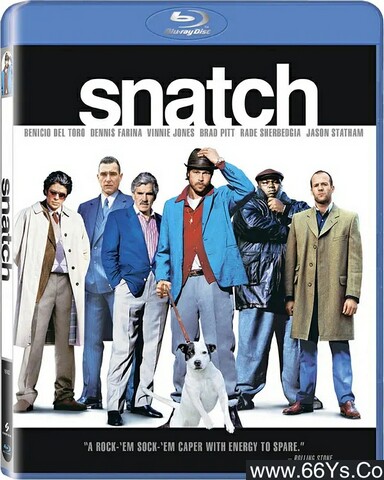 Blu-ray Disc
snatch
BENICIO DEL TORO DENNIS FARINA VINNIE JONES BRAD PITT RADE SHERBEDGIA JASON STATHAM
snatch
"A ROCK-'EM SOCK-'EM CAPER WITH ENERGY TO SPARE."
— ROLLING STONE
www.66Ys.Co